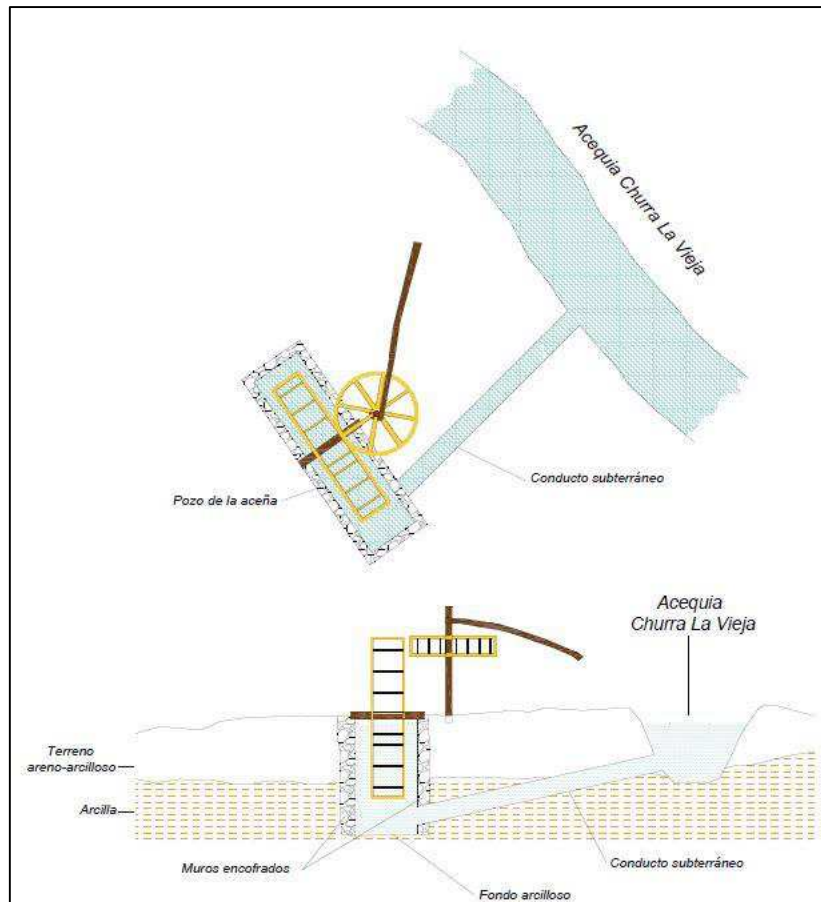 Acequia Churra La Vieja
Conducto subterráneo
Pozo de la aceña
Acequia
Churra La Vieja
Terreno
areno-arcilloso
Arcilla
Muros encofrados
Conducto subterráneo
Fondo arcilloso